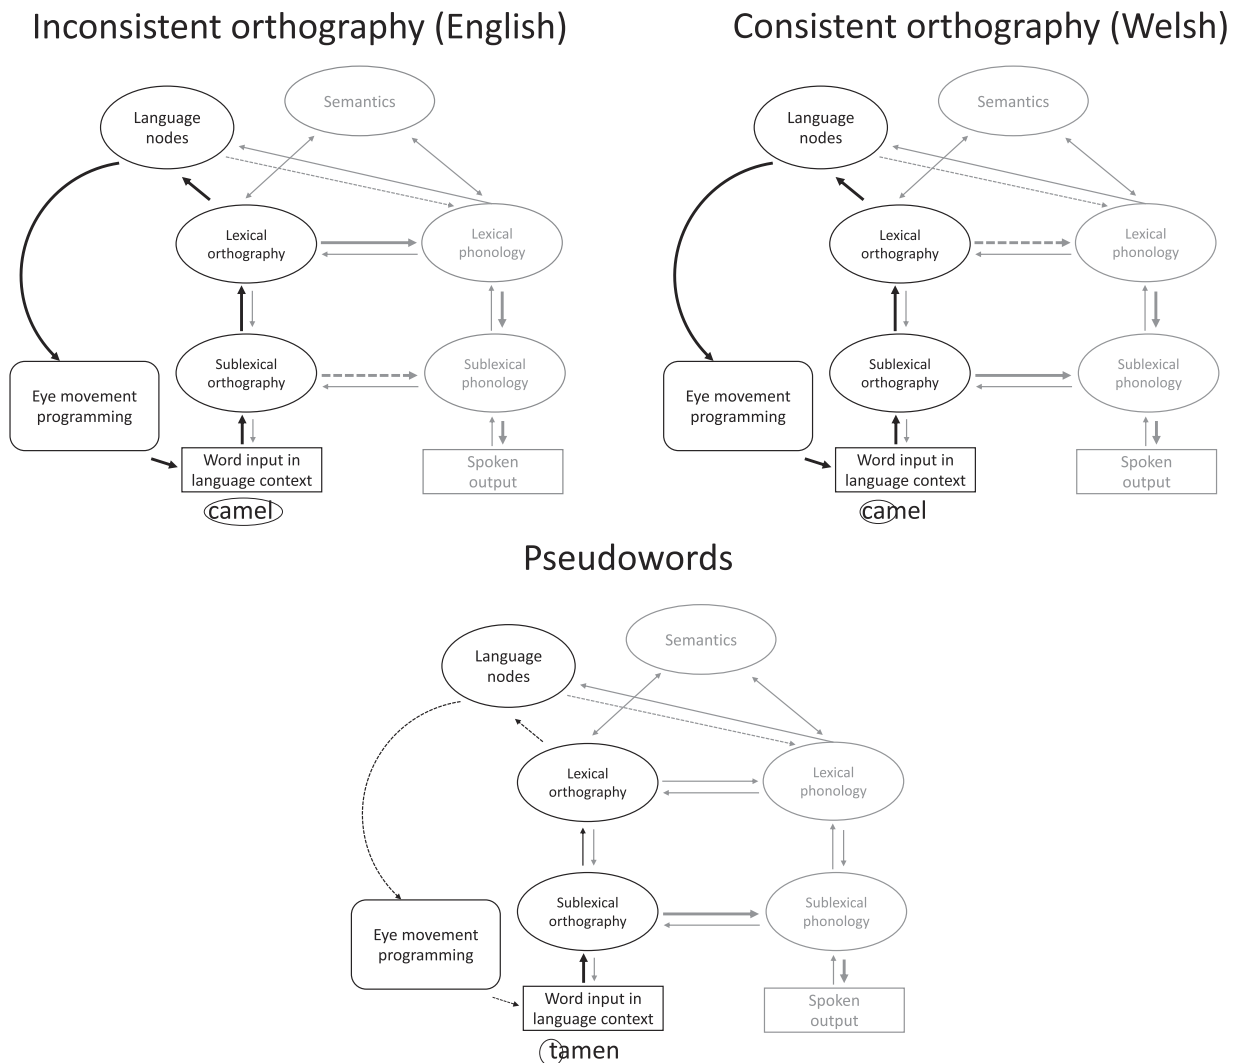 Inconsistent orthography (English)
Language
nodes
Semantics
Lexical
orthography
Lexical
phonology
Sublexical
orthography
Sublexical
phonology
Eye movement
programming
Word input in
language context
Spoken
output
camel
Consistent orthography (Welsh)
Language
nodes
Semantics
Lexical
orthography
Lexical
phonology
Sublexical
orthography
Sublexical
phonology
Eye movement
programming
Word input in
language context
Spoken
output
camel
Pseudowords
Language
nodes
Semantics
Lexical
orthography
Lexical
phonology
Sublexical
orthography
Sublexical
phonology
Eye movement
programming
Word input in
language context
Spoken
output
tamen